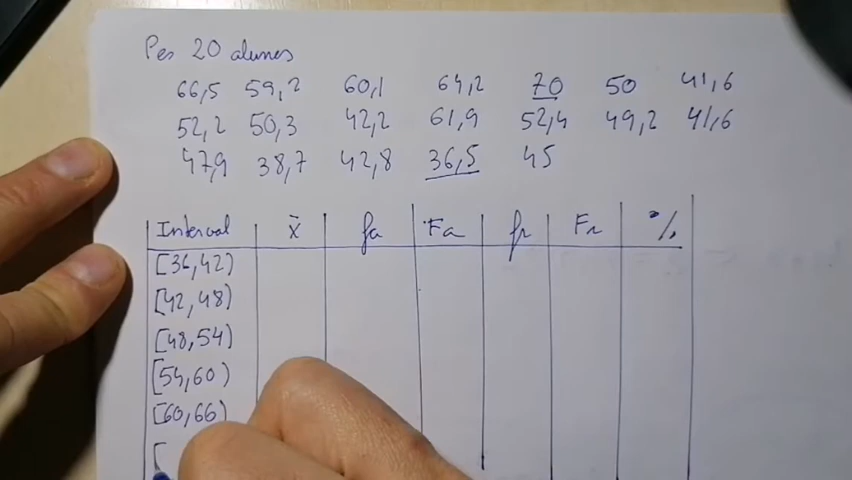 Pes 20 alumnes
66,5 59,2 60,1 64,2 70 50 41,6
52,2 50,3 42,2 61,9 52,4 49,2 41,6
47,9 38,7 42,8 36,5 45
Interval x̄ fa Fa fr Fr %
[36,42)
[42,48)
[48,54)
[54,60)
[60,66)
[